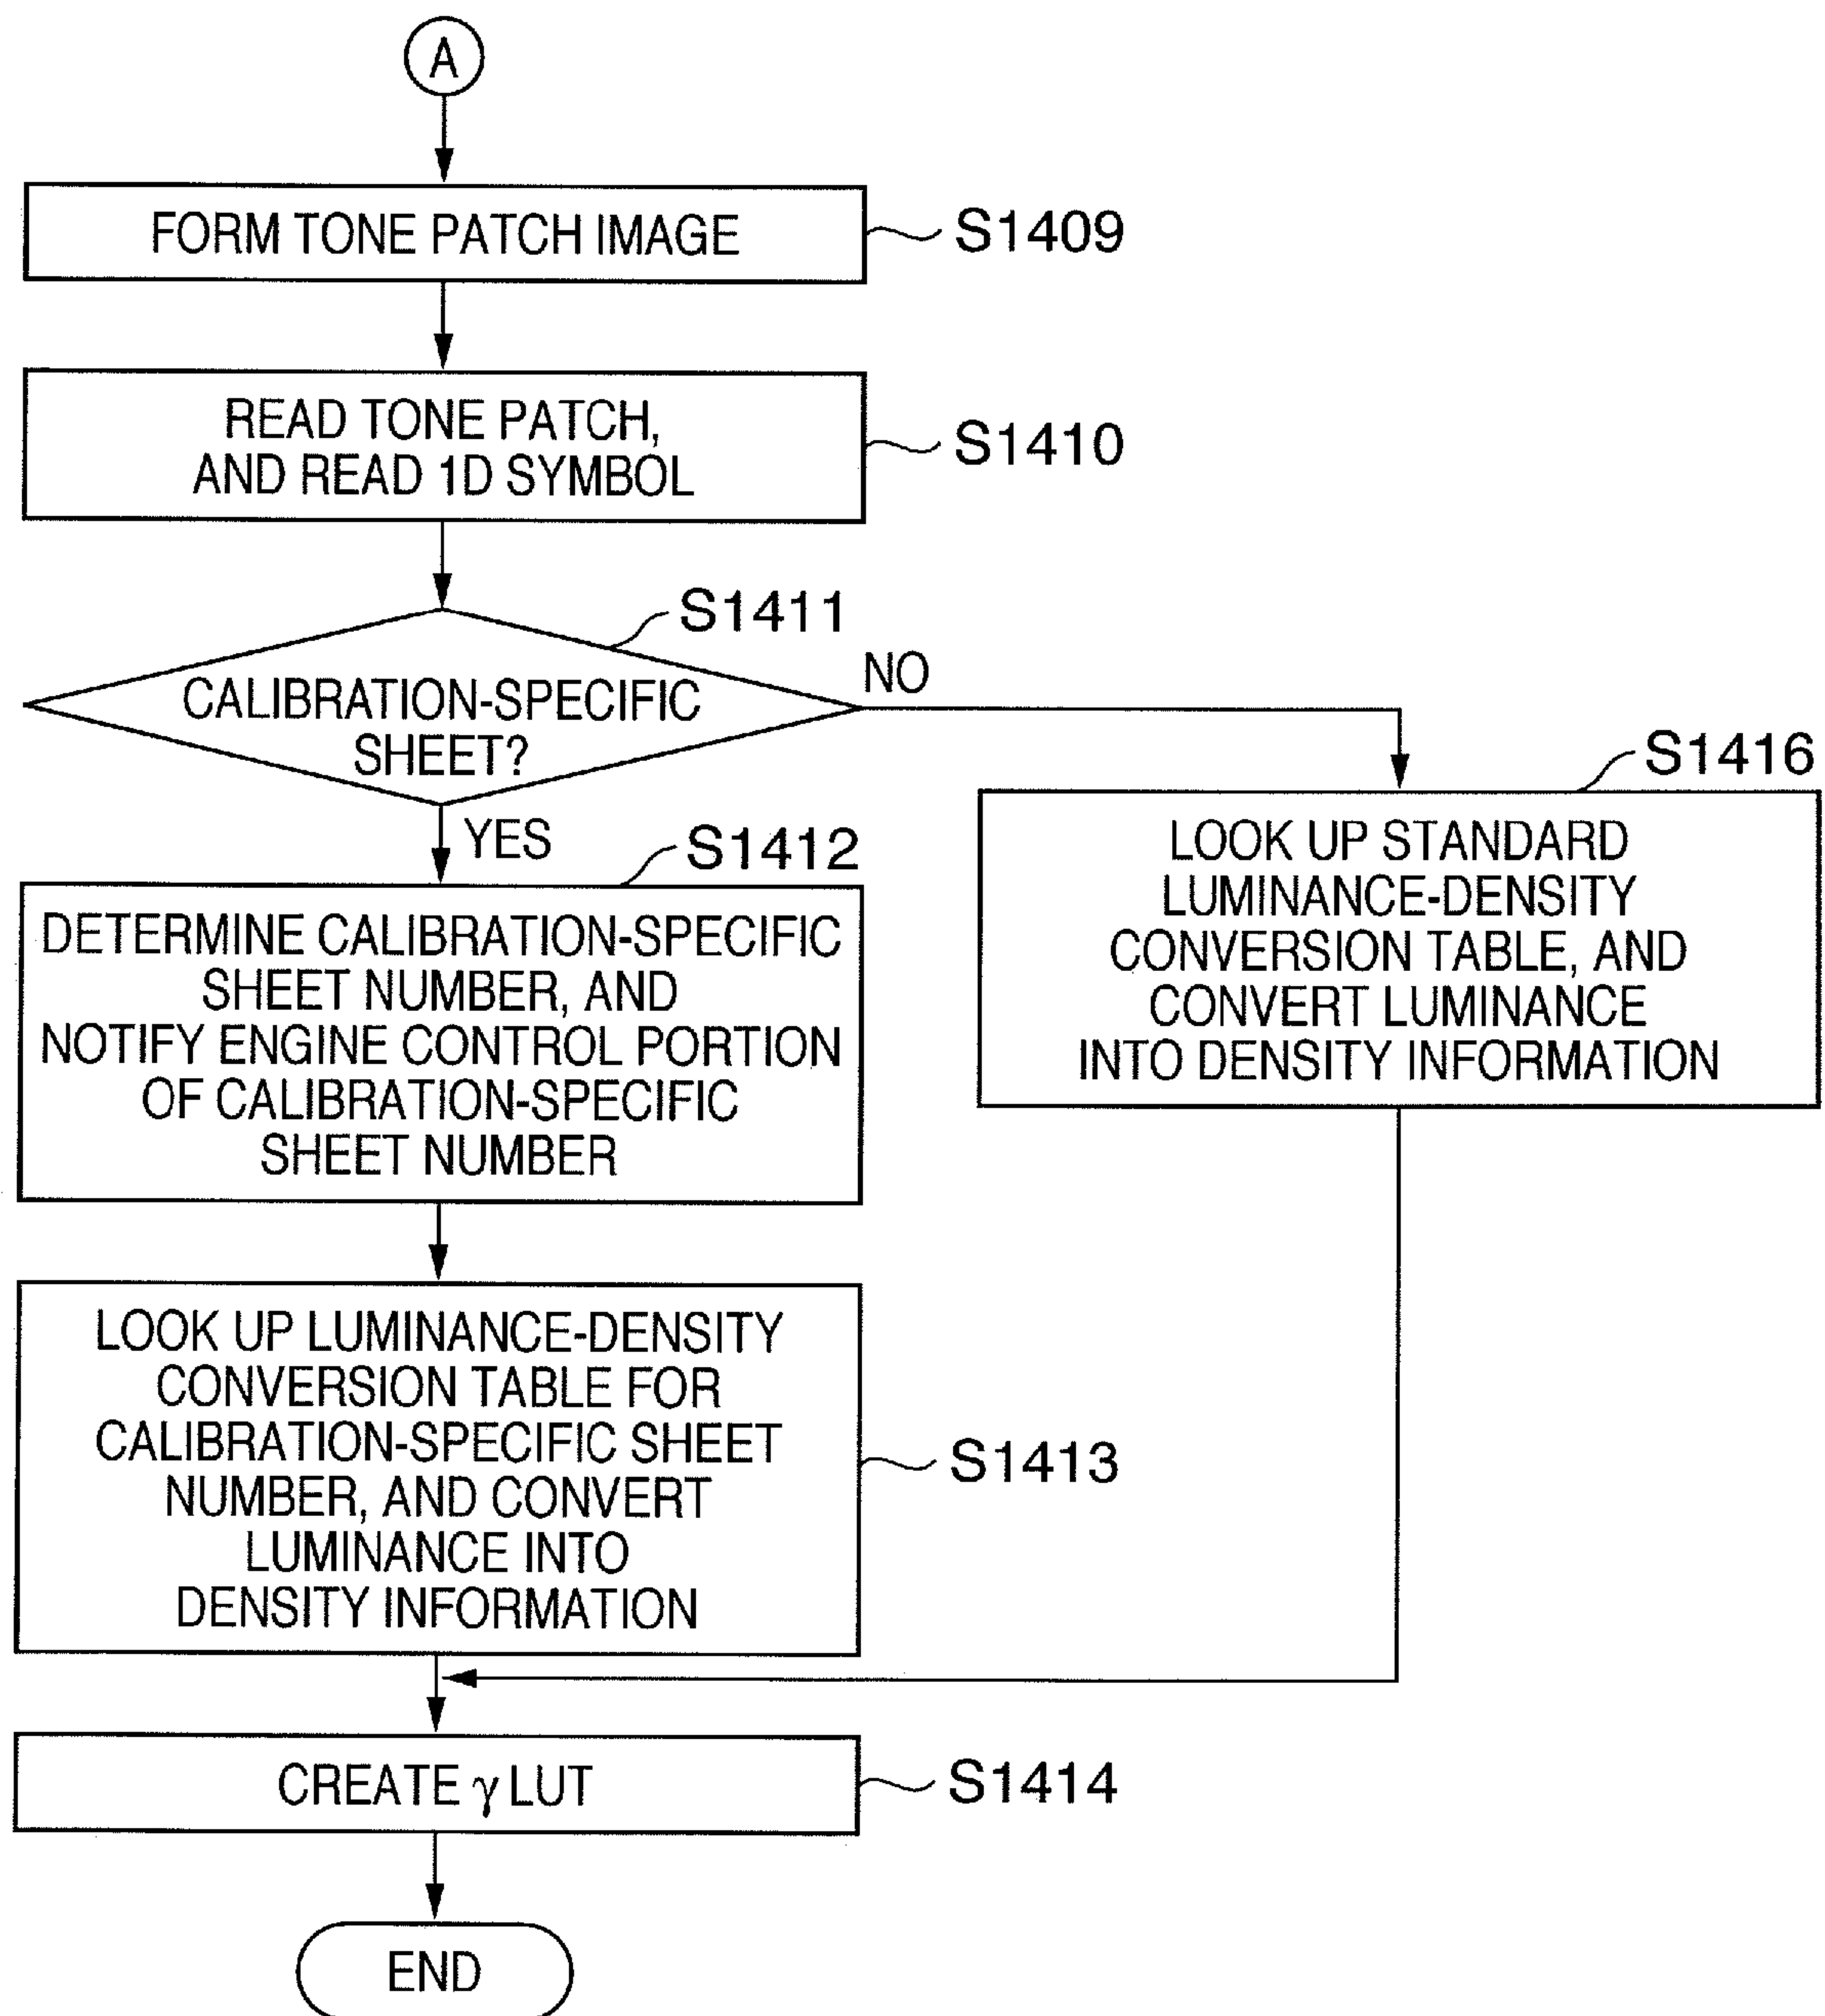 A
FORM TONE PATCH IMAGE
S1409
READ TONE PATCH,
AND READ 1D SYMBOL
S1410
S1411
CALIBRATION-SPECIFIC
SHEET?
NO
YES
S1416
LOOK UP STANDARD
LUMINANCE-DENSITY
CONVERSION TABLE, AND
CONVERT LUMINANCE
INTO DENSITY INFORMATION
S1412
DETERMINE CALIBRATION-SPECIFIC
SHEET NUMBER, AND
NOTIFY ENGINE CONTROL PORTION
OF CALIBRATION-SPECIFIC
SHEET NUMBER
LOOK UP LUMINANCE-DENSITY
CONVERSION TABLE FOR
CALIBRATION-SPECIFIC SHEET
NUMBER, AND CONVERT
LUMINANCE INTO
DENSITY INFORMATION
S1413
CREATE γ LUT
S1414
END